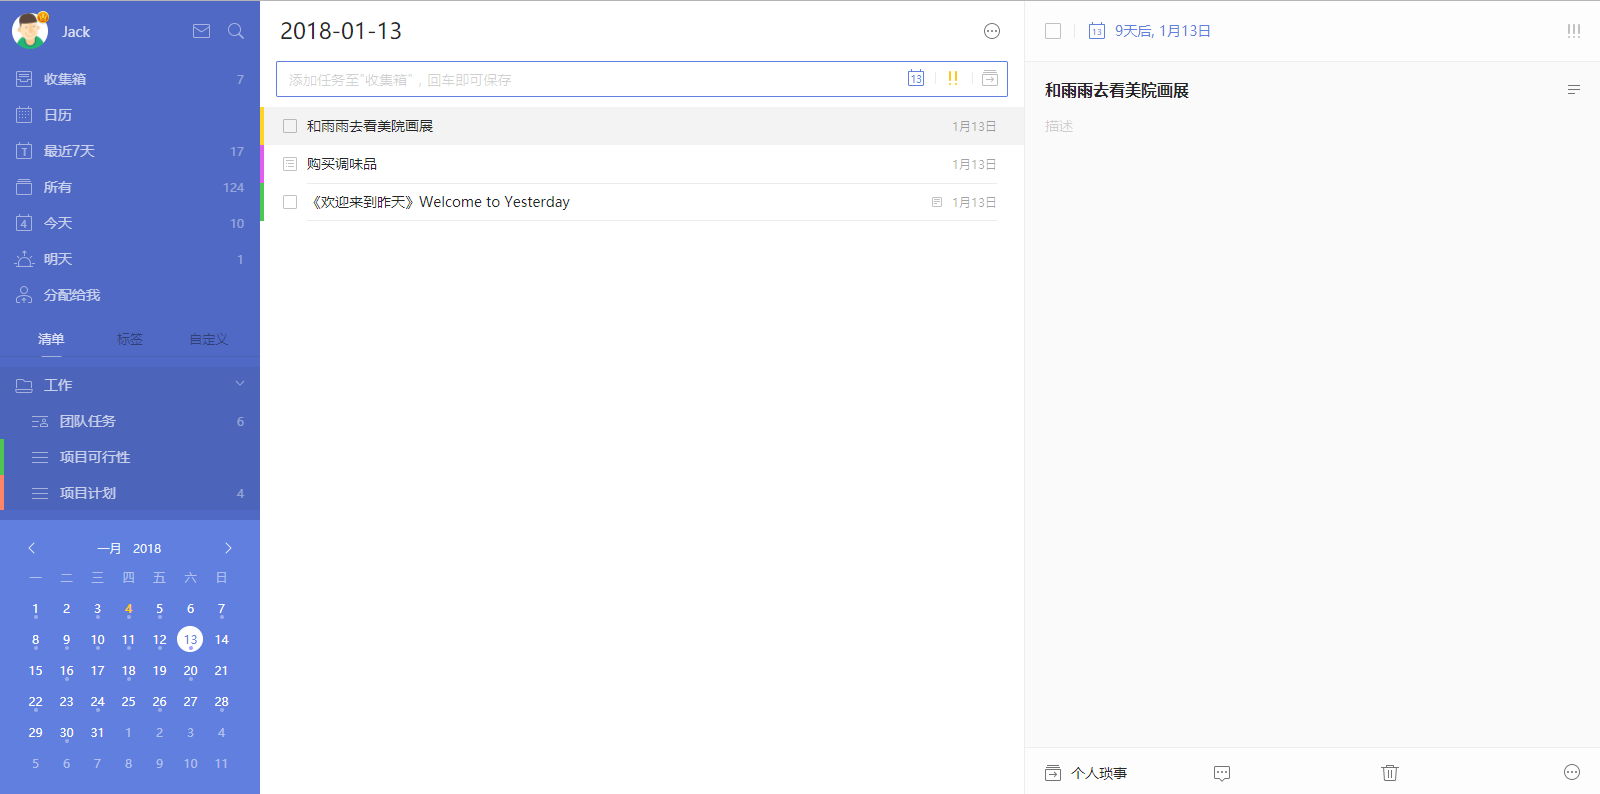 Jack
收集箱 7
日历
最近7天 17
所有 124
今天 10
明天 1
分配给我
清单 标签 自定义
工作
团队任务 6
项目可行性
项目计划 4
一月 2018
一 二 三 四 五 六 日
1 2 3 4 5 6 7
8 9 10 11 12 13 14
15 16 17 18 19 20 21
22 23 24 25 26 27 28
29 30 31 1 2 3 4
5 6 7 8 9 10 11
2018-01-13
添加任务至"收集箱"，回车即可保存 13
和雨雨去看美院画展 1月13日
购买调味品 1月13日
《欢迎来到昨天》Welcome to Yesterday 1月13日
13 9天后, 1月13日
和雨雨去看美院画展
描述
个人琐事